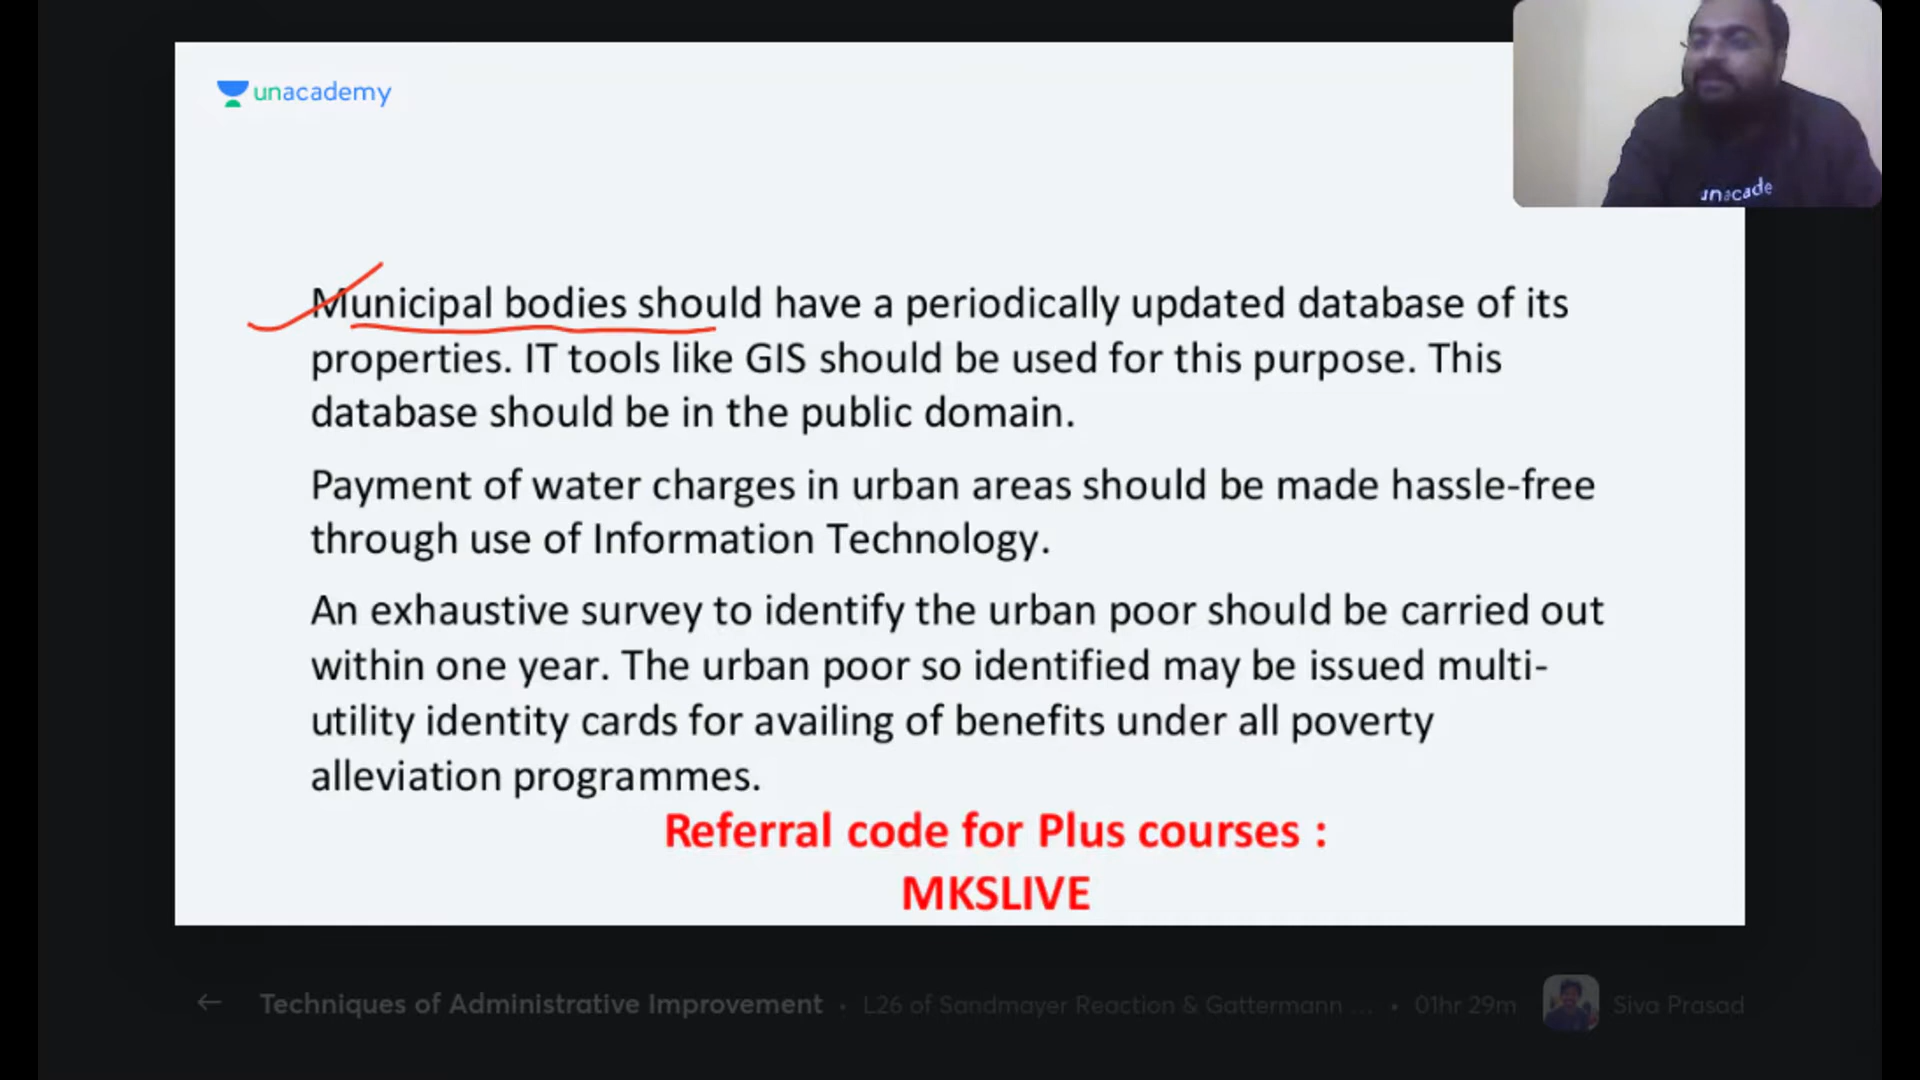 unacademy
unacade
Municipal bodies should have a periodically updated database of its
properties. IT tools like GIS should be used for this purpose. This
database should be in the public domain.
Payment of water charges in urban areas should be made hassle-free
through use of Information Technology.
An exhaustive survey to identify the urban poor should be carried out
within one year. The urban poor so identified may be issued multi-
utility identity cards for availing of benefits under all poverty
alleviation programmes.
Referral code for Plus courses :
MKSLIVE
Techniques of Administrative Improvement • L26 of Sandmayer Reaction & Gattermann ... • 01hr 29m Siva Prasad